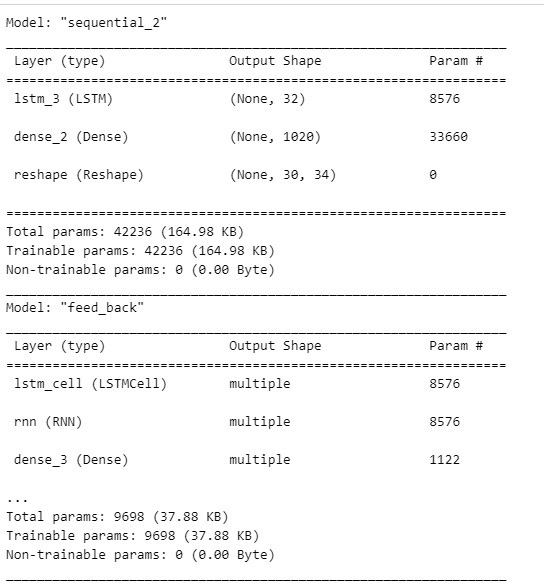 Model: "sequential_2"
_________________________________________________________________
Layer (type) Output Shape Param #
=================================================================
lstm_3 (LSTM) (None, 32) 8576
dense_2 (Dense) (None, 1020) 33660
reshape (Reshape) (None, 30, 34) 0
=================================================================
Total params: 42236 (164.98 KB)
Trainable params: 42236 (164.98 KB)
Non-trainable params: 0 (0.00 Byte)
_________________________________________________________________
Model: "feed_back"
_________________________________________________________________
Layer (type) Output Shape Param #
=================================================================
lstm_cell (LSTMCell) multiple 8576
rnn (RNN) multiple 8576
dense_3 (Dense) multiple 1122
...
Total params: 9698 (37.88 KB)
Trainable params: 9698 (37.88 KB)
Non-trainable params: 0 (0.00 Byte)
_________________________________________________________________